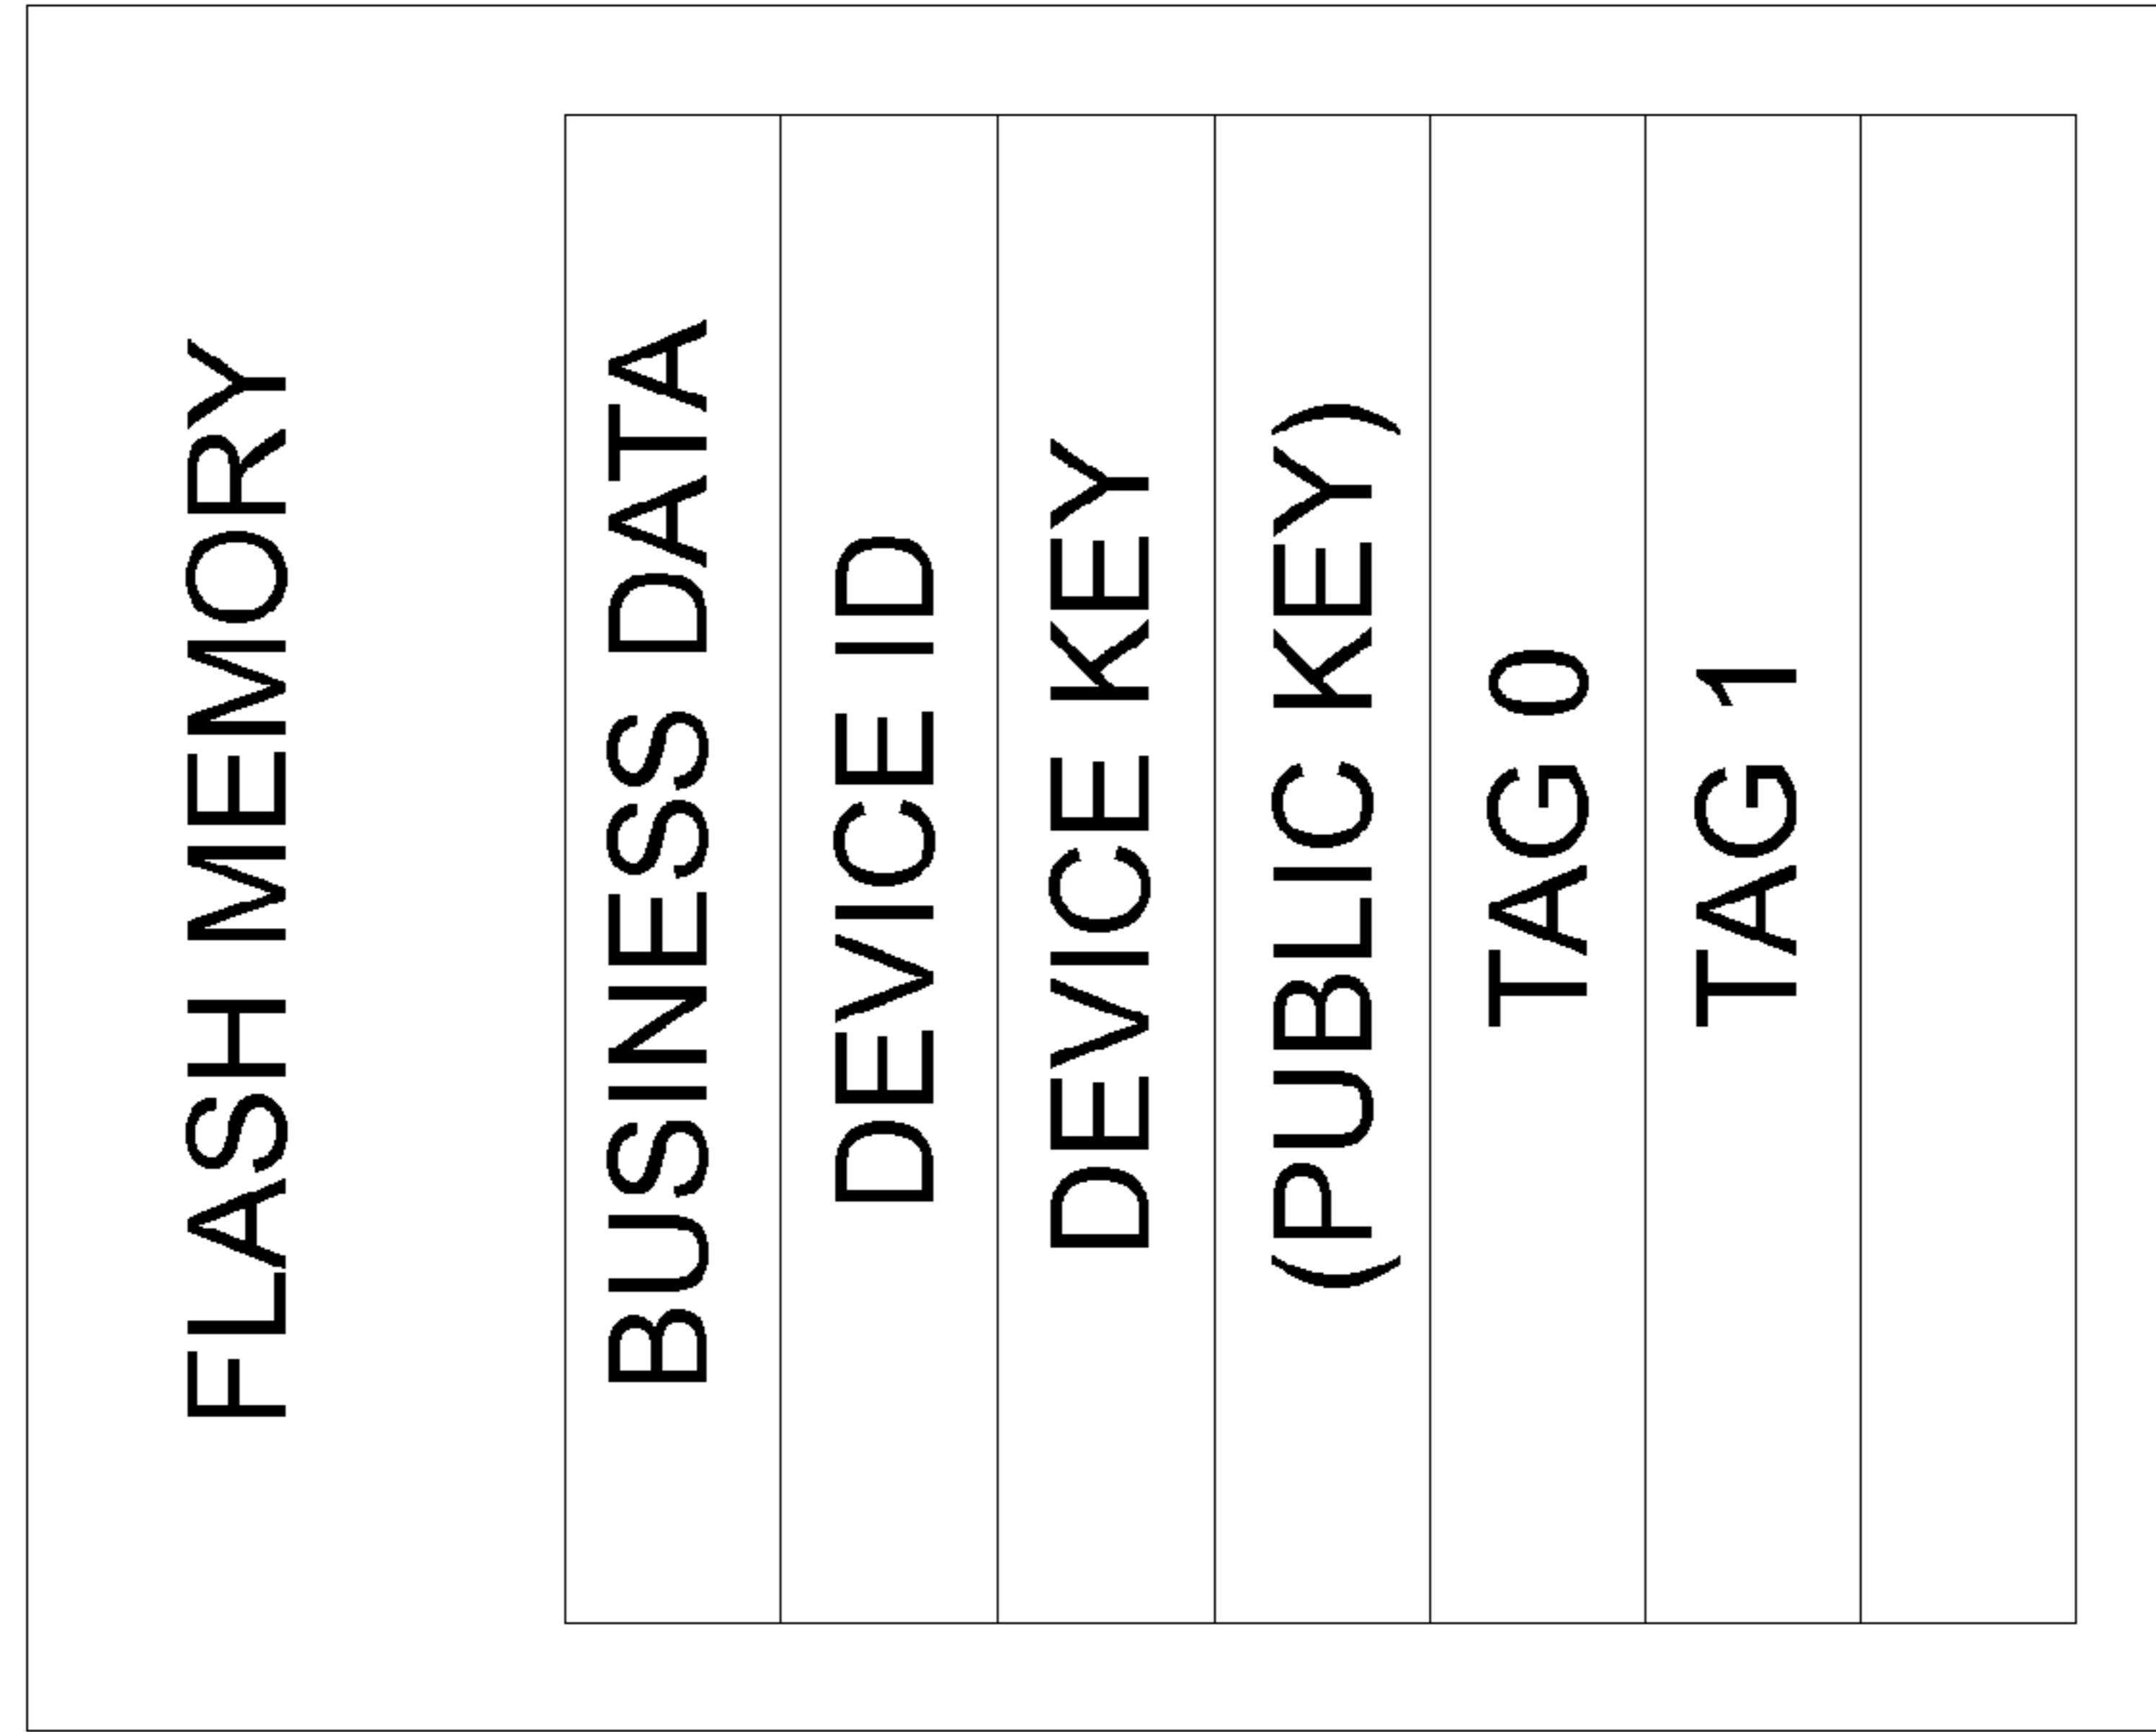 FLASH MEMORY
BUSINESS DATA
DEVICE ID
DEVICE KEY
(PUBLIC KEY)
TAG 0
TAG 1